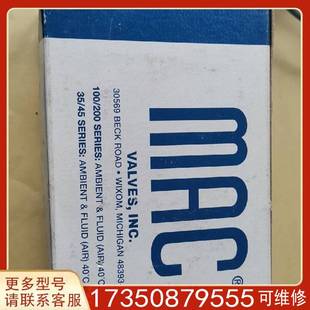 mac®
VALVES, INC.
30569 BECK ROAD • WIXOM, MICHIGAN 48393
100/200 SERIES: AMBIENT & FLUID (AIR) 40°C
35/45 SERIES: AMBIENT & FLUID (AIR) 40°C
更多型号
请联系客服
17350879555
可维修